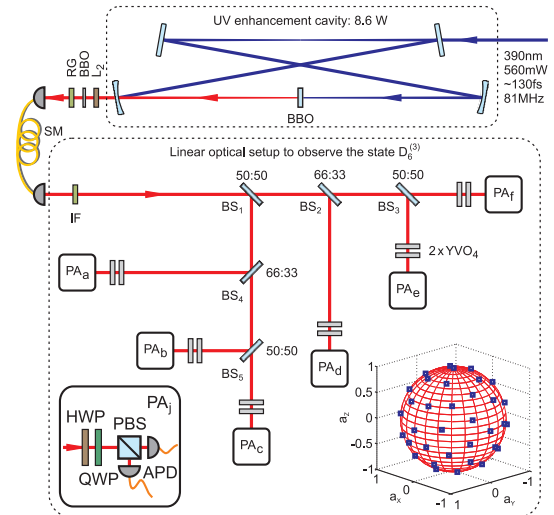 UV enhancement cavity: 8.6 W
390nm
560mW
~130fs
81MHz
RG
BBO
L2
BBO
SM
Linear optical setup to observe the state D6(3)
IF
50:50
BS1
66:33
BS2
50:50
BS3
PAf
2 x YVO4
PAe
PAa
66:33
BS4
PAb
50:50
BS5
PAd
PAc
PAj
HWP
PBS
QWP
APD
1
0.5
0
-0.5
-1
az
1
0
-1
ax
1
0
-1
aY